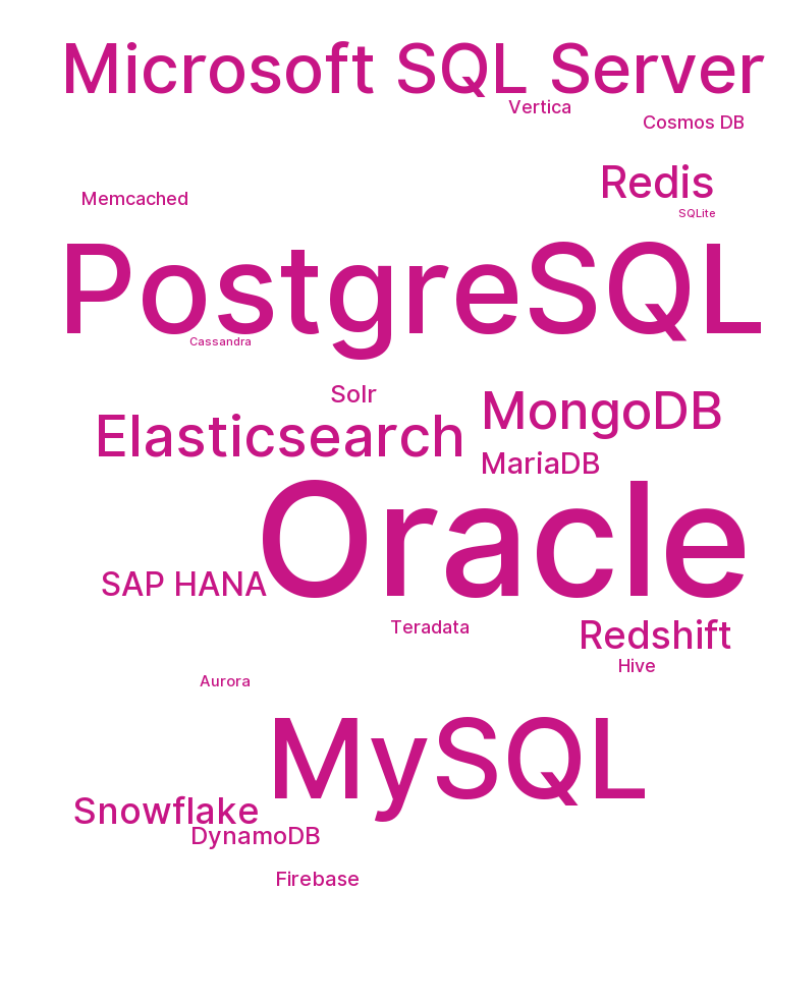 Microsoft SQL Server
Vertica
Cosmos DB
Redis
Memcached
SQLite
PostgreSQL
Cassandra
Solr
MongoDB
Elasticsearch
MariaDB
Oracle
SAP HANA
Teradata
Redshift
Hive
Aurora
MySQL
Snowflake
DynamoDB
Firebase